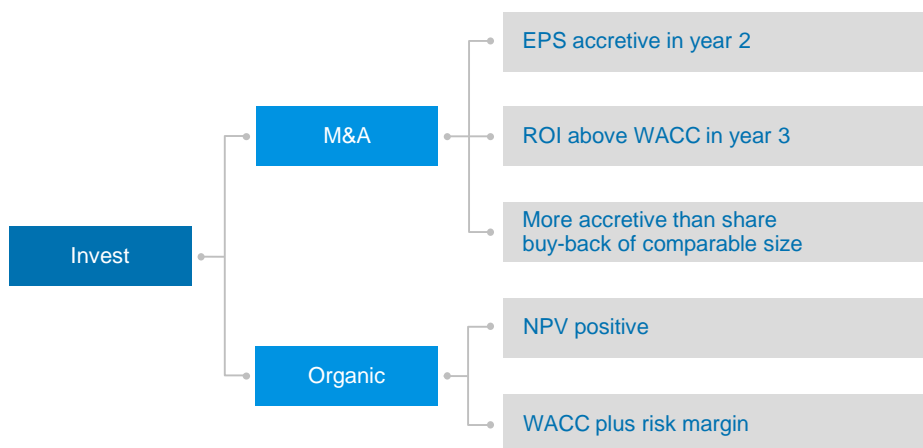 Invest
M&A
EPS accretive in year 2
ROI above WACC in year 3
More accretive than share
buy-back of comparable size
Organic
NPV positive
WACC plus risk margin